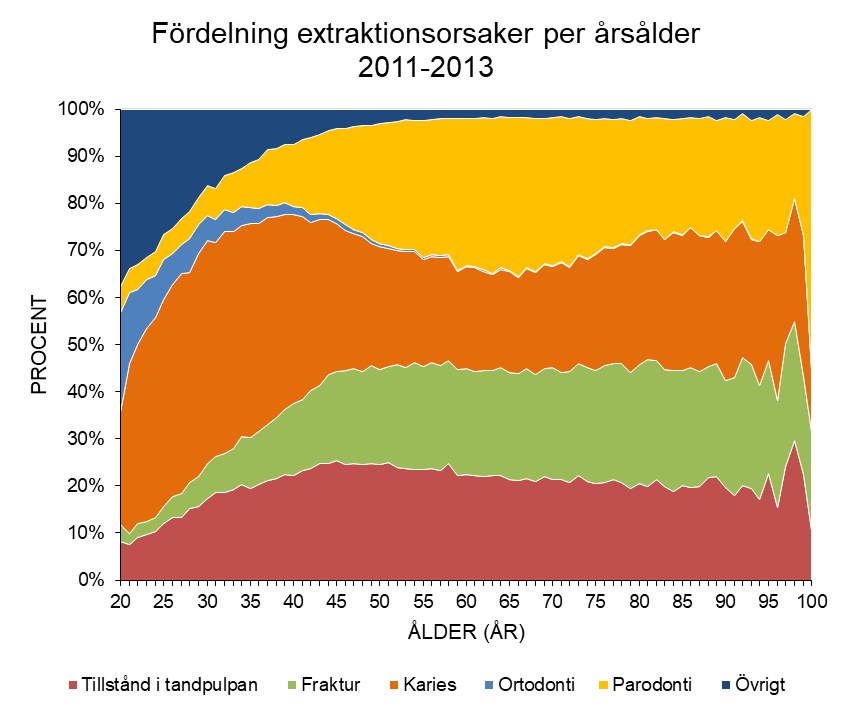 Fördelning extraktionsorsaker per årsålder
2011-2013
100%
90%
80%
70%
60%
50%
40%
30%
20%
10%
0%
PROCENT
20 25 30 35 40 45 50 55 60 65 70 75 80 85 90 95 100
ÅLDER (ÅR)
Tillstånd i tandpulpan Fraktur Karies Ortodonti Parodonti Övrigt